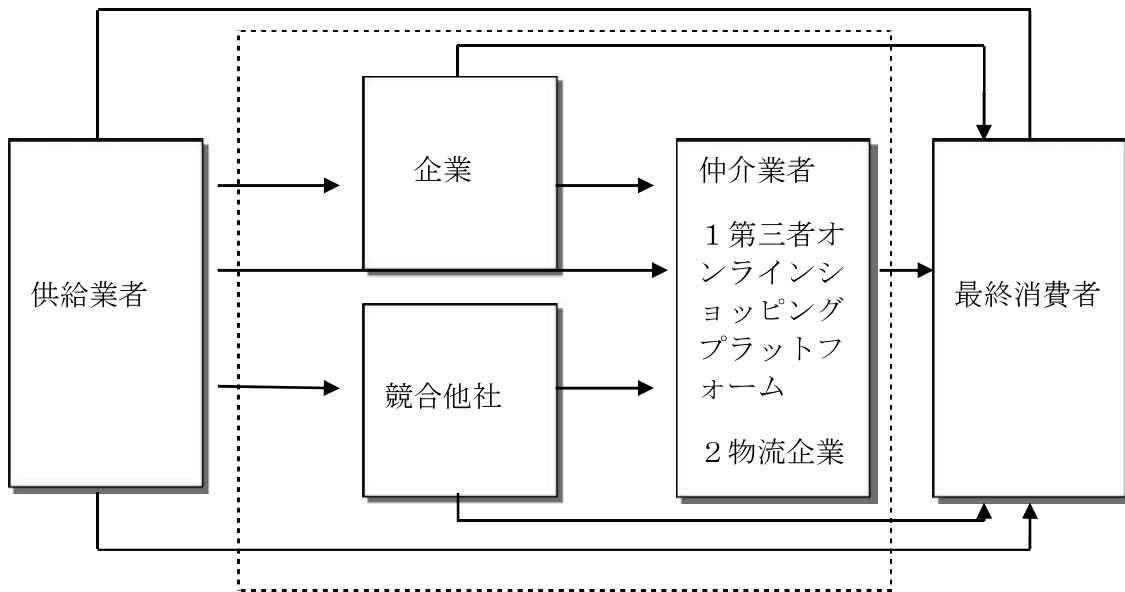 供給業者
企業
競合他社
仲介業者
１第三者オ
ンラインシ
ョッピング
プラットフ
ォーム
２物流企業
最終消費者